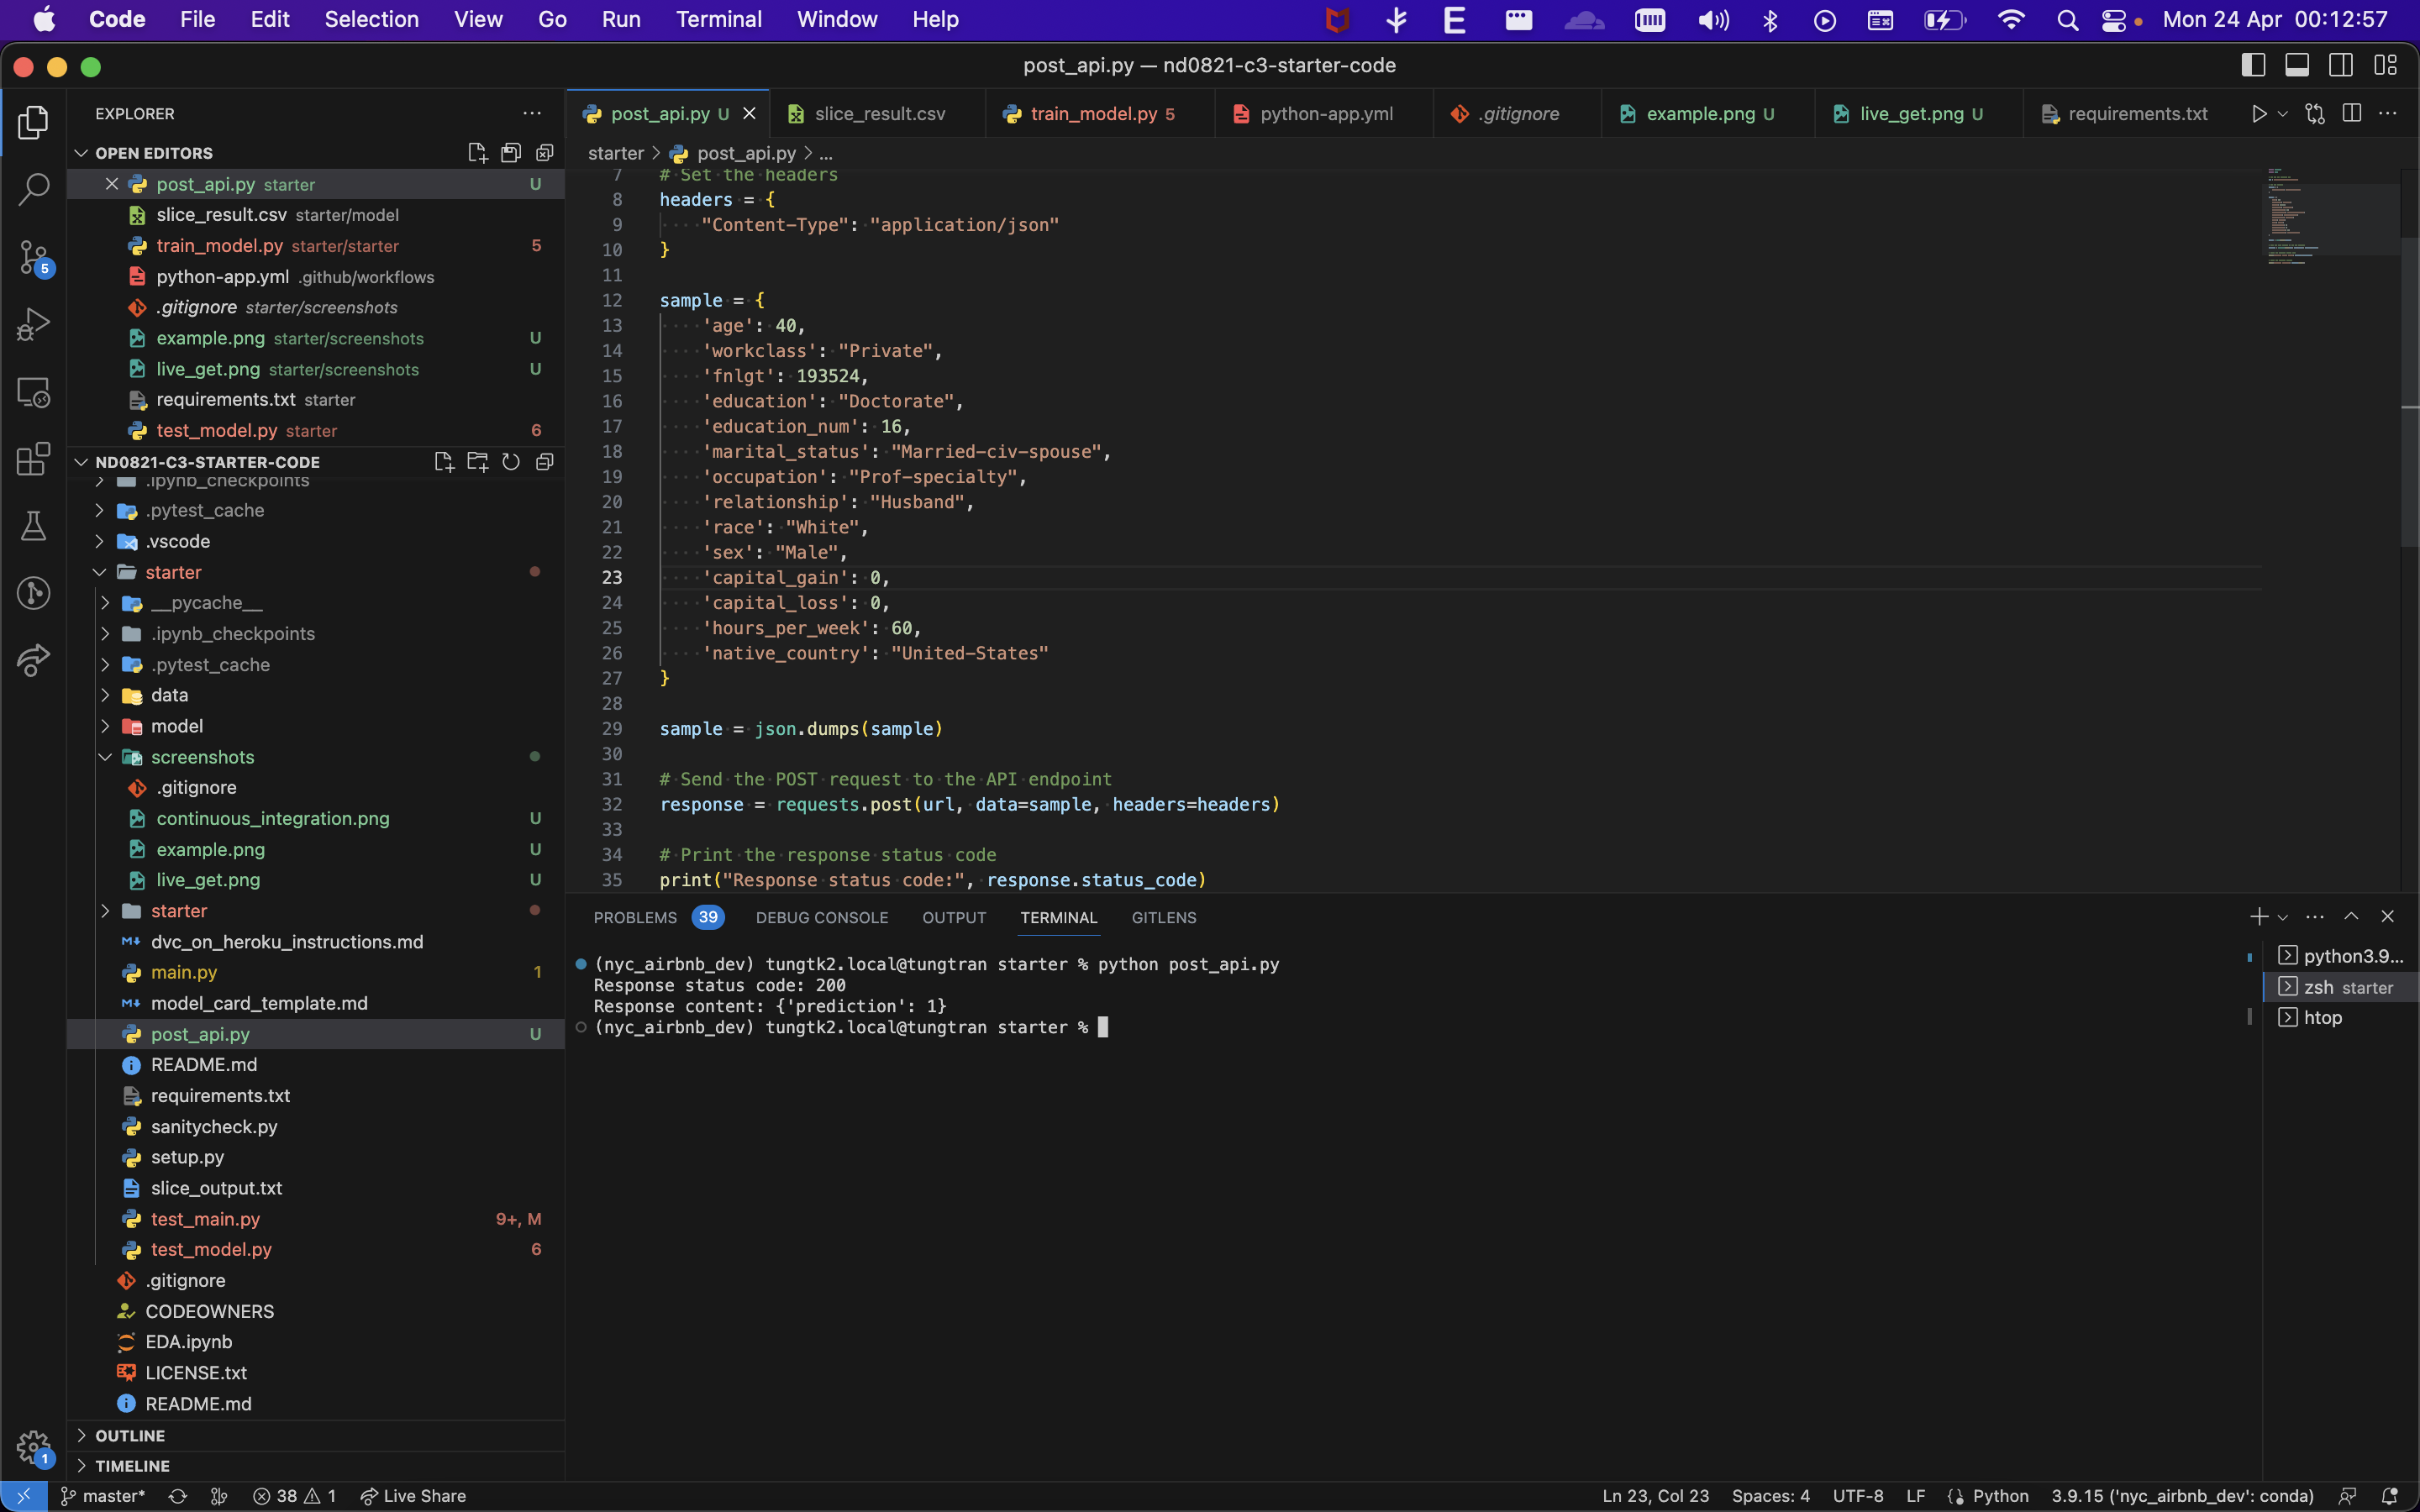 Code File Edit Selection View Go Run Terminal Window Help E Mon 24 Apr 00:12:57
post_api.py — nd0821-c3-starter-code
EXPLORER
OPEN EDITORS
post_api.py starter U
slice_result.csv starter/model
train_model.py starter/starter 5
python-app.yml .github/workflows
.gitignore starter/screenshots
example.png starter/screenshots U
live_get.png starter/screenshots U
requirements.txt starter
test_model.py starter 6
5
ND0821-C3-STARTER-CODE
.ipynb_checkpoints
.pytest_cache
.vscode
starter
__pycache__
.ipynb_checkpoints
.pytest_cache
data
model
screenshots
.gitignore
continuous_integration.png U
example.png U
live_get.png U
starter
dvc_on_heroku_instructions.md
main.py 1
model_card_template.md
post_api.py U
README.md
requirements.txt
sanitycheck.py
setup.py
slice_output.txt
test_main.py 9+, M
test_model.py 6
.gitignore
CODEOWNERS
EDA.ipynb
LICENSE.txt
README.md
OUTLINE
TIMELINE
1
post_api.py U slice_result.csv train_model.py 5 python-app.yml .gitignore example.png U live_get.png U requirements.txt
starter > post_api.py > ...
7 # Set the headers
8 headers = {
9 "Content-Type": "application/json"
10 }
11
12 sample = {
13 'age': 40,
14 'workclass': "Private",
15 'fnlgt': 193524,
16 'education': "Doctorate",
17 'education_num': 16,
18 'marital_status': "Married-civ-spouse",
19 'occupation': "Prof-specialty",
20 'relationship': "Husband",
21 'race': "White",
22 'sex': "Male",
23 'capital_gain': 0,
24 'capital_loss': 0,
25 'hours_per_week': 60,
26 'native_country': "United-States"
27 }
28
29 sample = json.dumps(sample)
30
31 # Send the POST request to the API endpoint
32 response = requests.post(url, data=sample, headers=headers)
33
34 # Print the response status code
35 print("Response status code:", response.status_code)
PROBLEMS 39 DEBUG CONSOLE OUTPUT TERMINAL GITLENS
(nyc_airbnb_dev) tungtk2.local@tungtran starter % python post_api.py
Response status code: 200
Response content: {'prediction': 1}
(nyc_airbnb_dev) tungtk2.local@tungtran starter %
python3.9...
zsh starter
htop
master* 38 1 Live Share Ln 23, Col 23 Spaces: 4 UTF-8 LF Python 3.9.15 ('nyc_airbnb_dev': conda)